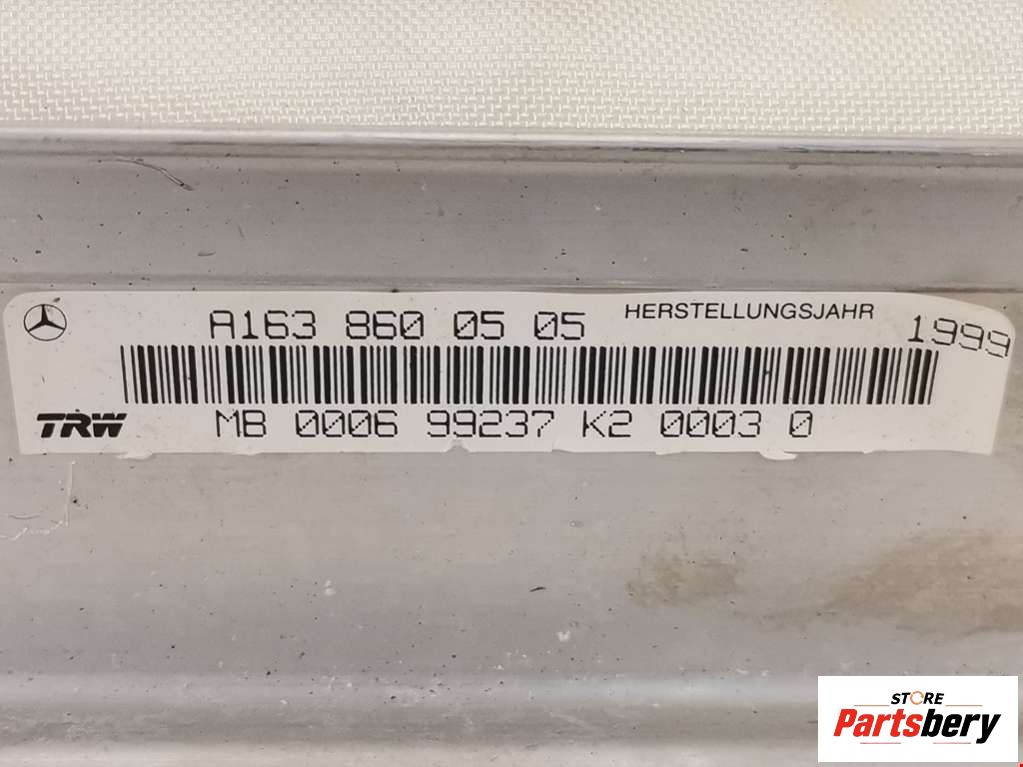 A163 860 05 05 HERSTELLUNGSJAHR 1999
TRW MB 0006 99237 K2 0003 0
STORE
Partsbery